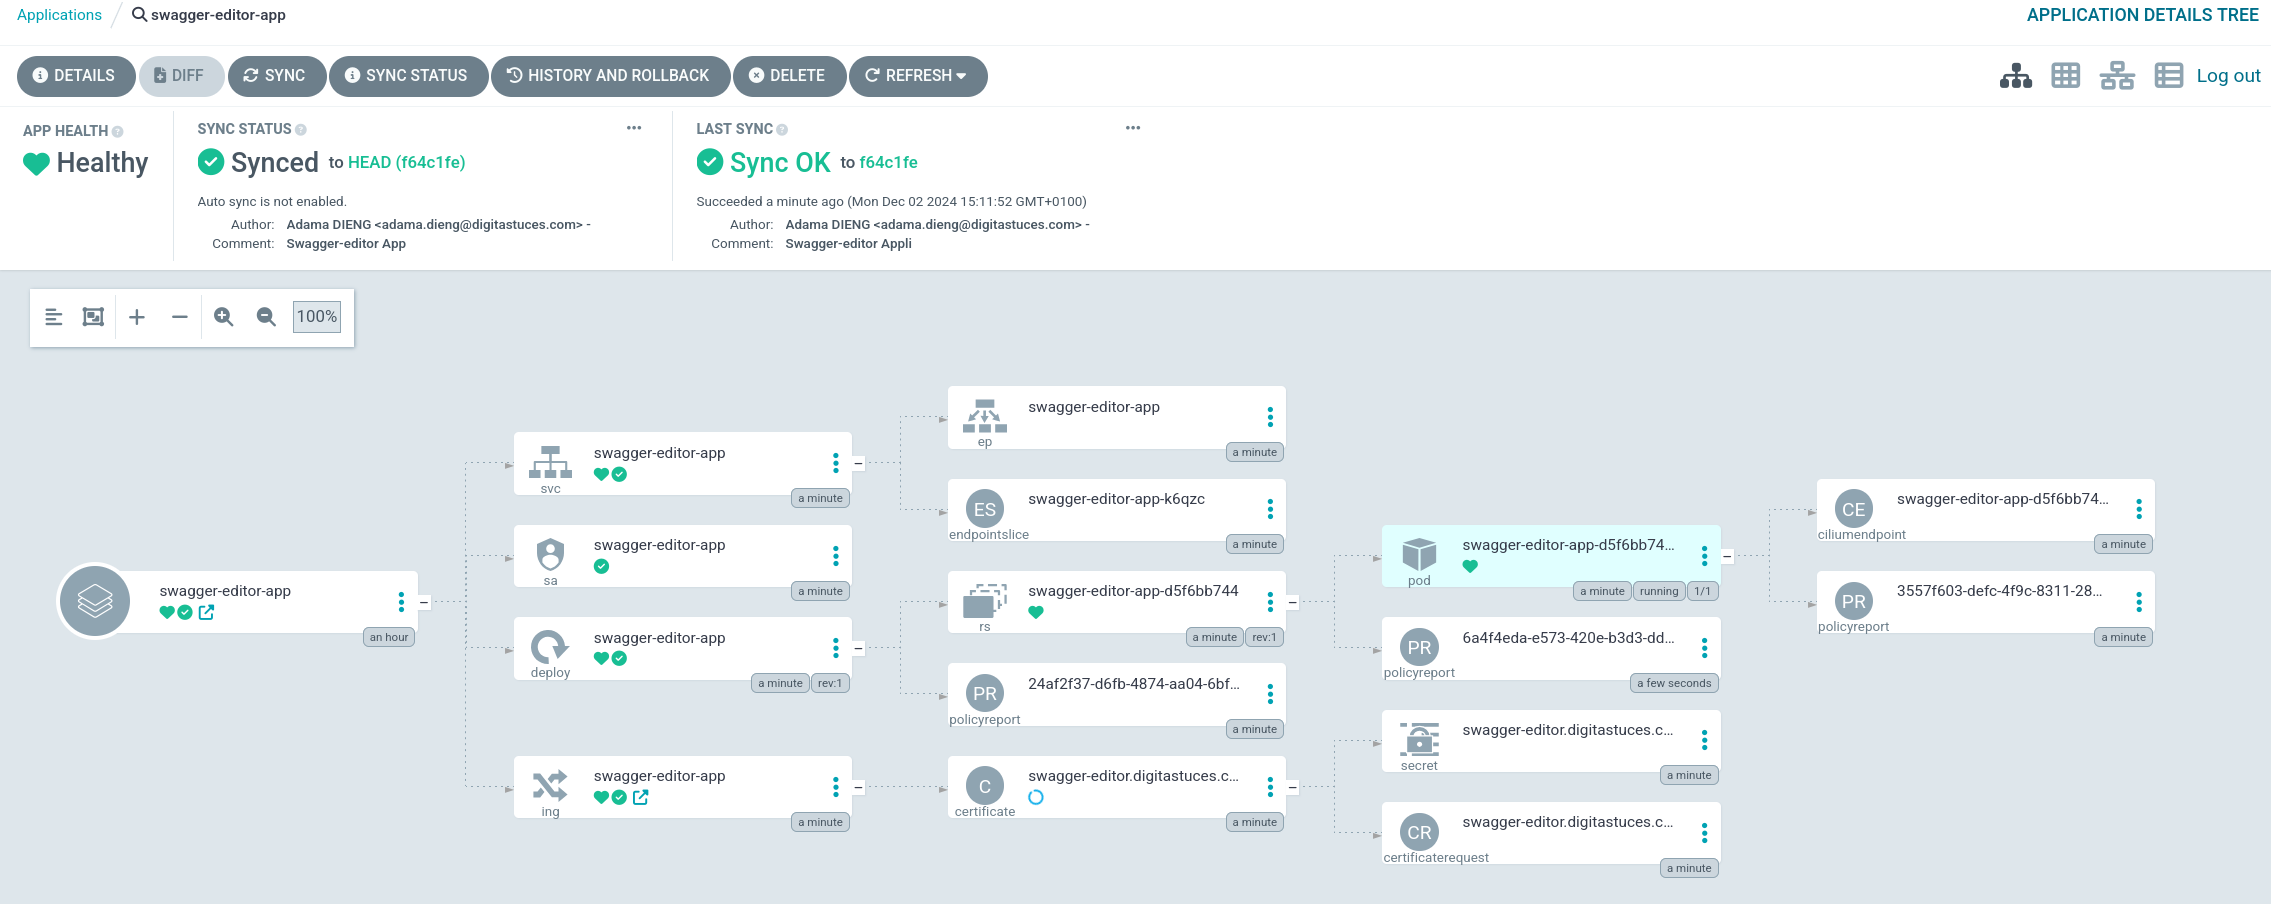 Applications / swagger-editor-app
APPLICATION DETAILS TREE
DETAILS DIFF SYNC SYNC STATUS HISTORY AND ROLLBACK DELETE REFRESH
Log out
APP HEALTH
Healthy
SYNC STATUS
Synced to HEAD (f64c1fe)
Auto sync is not enabled.
Author: Adama DIENG <adama.dieng@digitastuces.com> -
Comment: Swagger-editor App
LAST SYNC
Sync OK to f64c1fe
Succeeded a minute ago (Mon Dec 02 2024 15:11:52 GMT+0100)
Author: Adama DIENG <adama.dieng@digitastuces.com> -
Comment: Swagger-editor Appli
100%
swagger-editor-app
an hour
swagger-editor-app
svc
a minute
swagger-editor-app
sa
a minute
swagger-editor-app
deploy
a minute rev:1
swagger-editor-app
ing
a minute
swagger-editor-app
ep
a minute
ES
swagger-editor-app-k6qzc
endpointslice
a minute
swagger-editor-app-d5f6bb744
rs
a minute rev:1
PR
24af2f37-d6fb-4874-aa04-6bf...
policyreport
a minute
C
swagger-editor.digitastuces.c...
certificate
a minute
swagger-editor-app-d5f6bb74...
pod
a minute running 1/1
PR
6a4f4eda-e573-420e-b3d3-dd...
policyreport
a few seconds
swagger-editor.digitastuces.c...
secret
a minute
CR
swagger-editor.digitastuces.c...
certificaterequest
a minute
CE
swagger-editor-app-d5f6bb74...
ciliumendpoint
a minute
PR
3557f603-defc-4f9c-8311-28...
policyreport
a minute